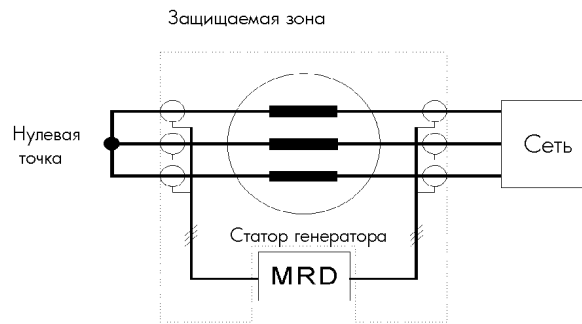 Защищаемая зона
Нулевая
точка
Сеть
Статор генератора
MRD